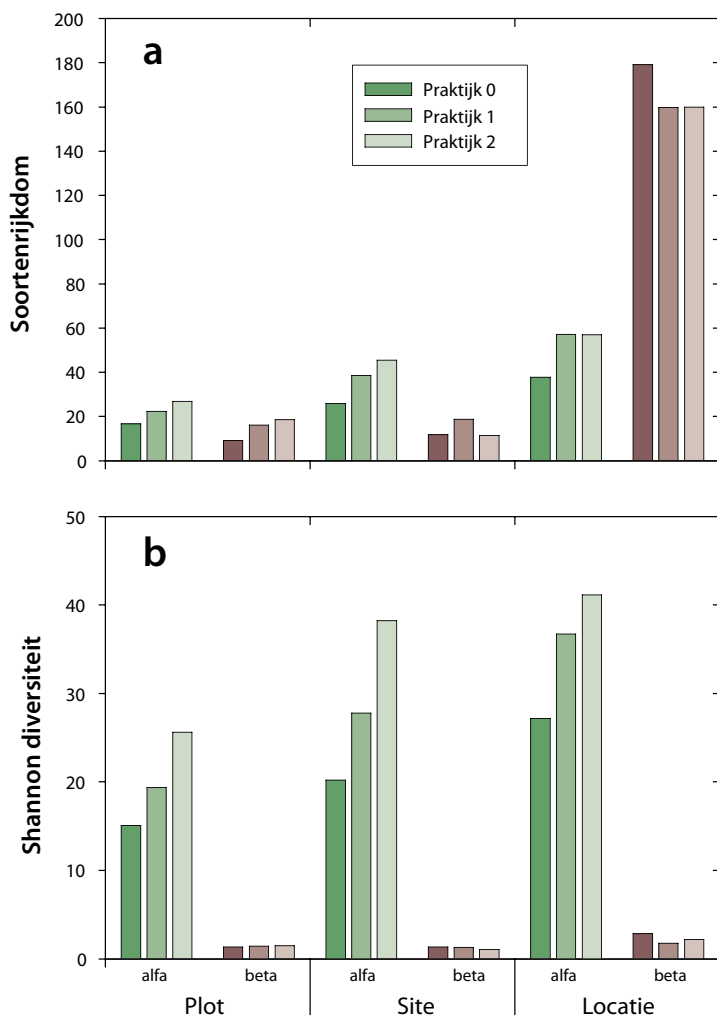 a
Praktijk 0
Praktijk 1
Praktijk 2
Soortenrijkdom
200
180
160
140
120
100
80
60
40
20
0
b
Shannon diversiteit
50
40
30
20
10
0
alfa beta alfa beta alfa beta
Plot Site Locatie